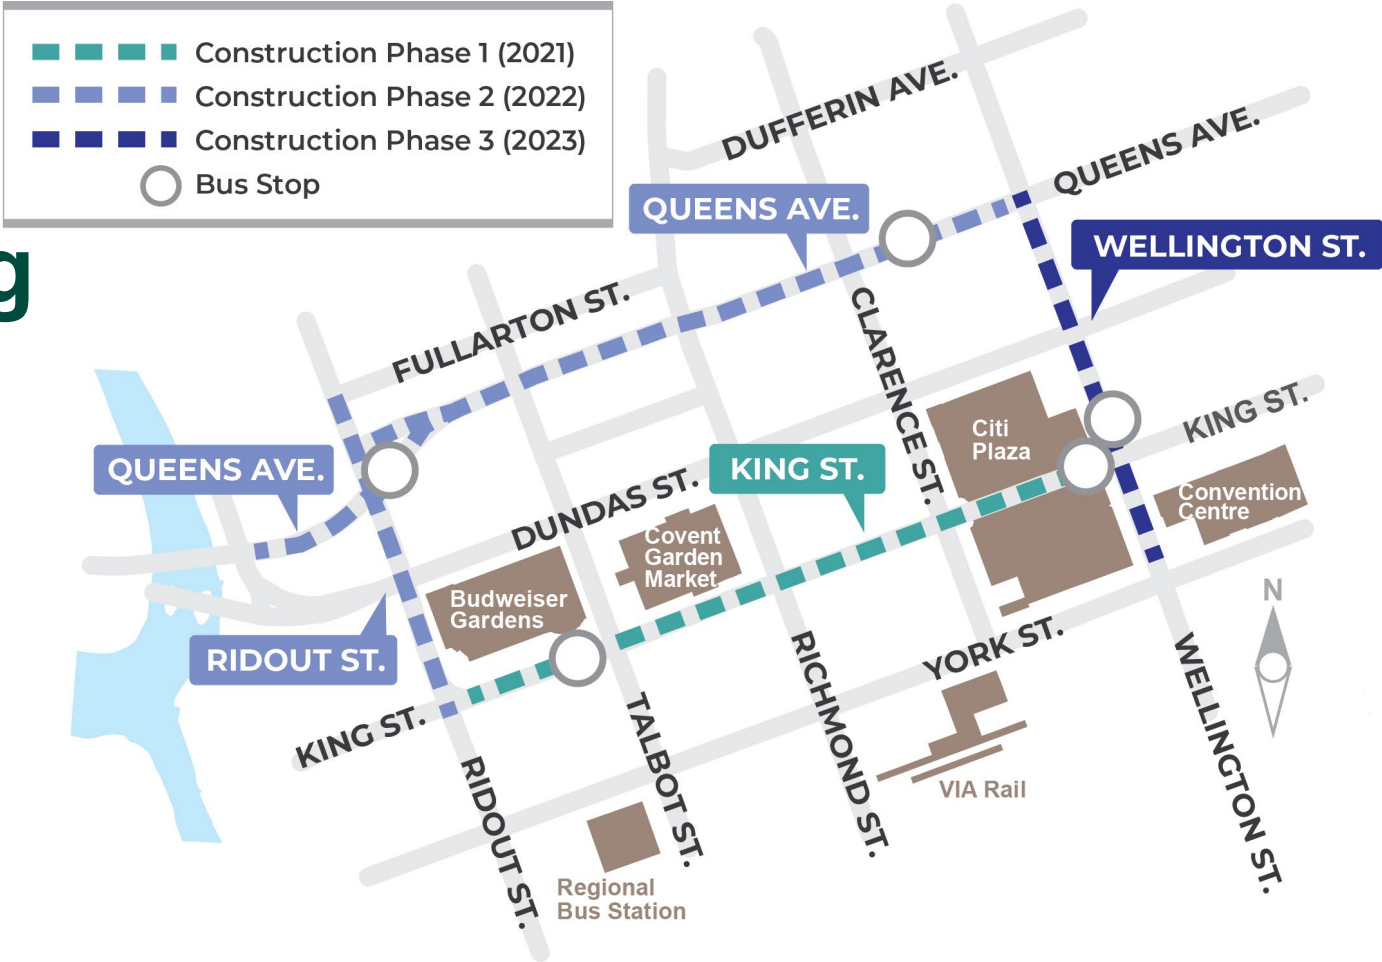 Construction Phase 1 (2021)
Construction Phase 2 (2022)
Construction Phase 3 (2023)
Bus Stop
g
DUFFERIN AVE.
QUEENS AVE.
QUEENS AVE.
WELLINGTON ST.
FULLARTON ST.
CLARENCE ST.
KING ST.
Citi
Plaza
QUEENS AVE.
KING ST.
DUNDAS ST.
Convention
Centre
Covent
Garden
Market
Budweiser
Gardens
N
RIDOUT ST.
YORK ST.
KING ST.
RICHMOND ST.
WELLINGTON ST.
TALBOT ST.
RIDOUT ST.
VIA Rail
Regional
Bus Station